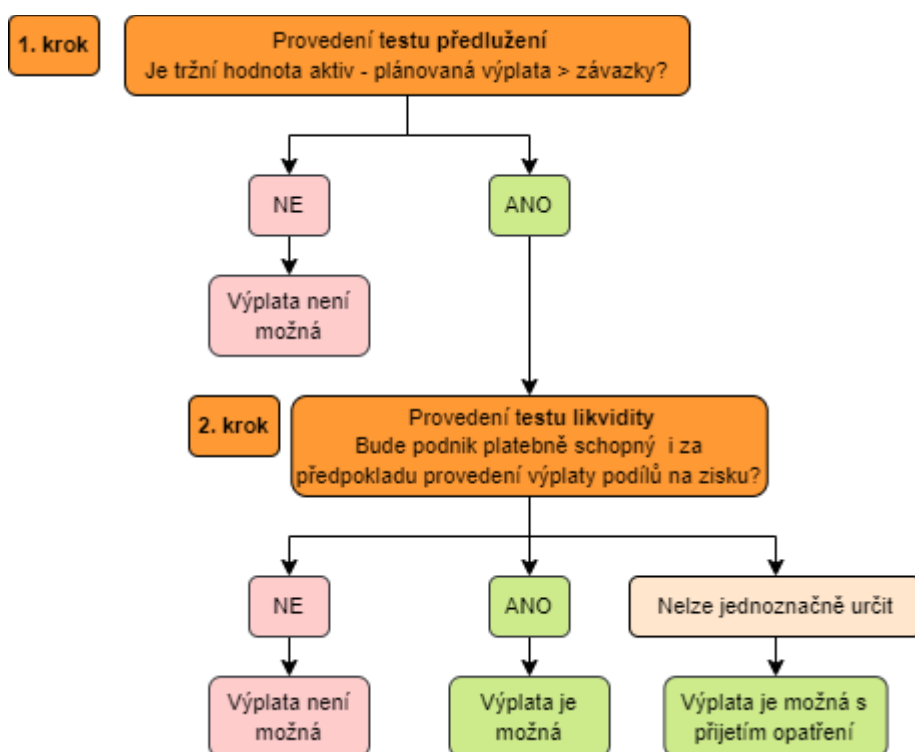 1. krok
Provedení testu předlužení
Je tržní hodnota aktiv - plánovaná výplata > závazky?
NE
ANO
Výplata není
možná
2. krok
Provedení testu likvidity
Bude podnik platebně schopný i za
předpokladu provedení výplaty podílů na zisku?
NE
ANO
Nelze jednoznačně určit
Výplata není
možná
Výplata je
možná
Výplata je možná s
přijetím opatření